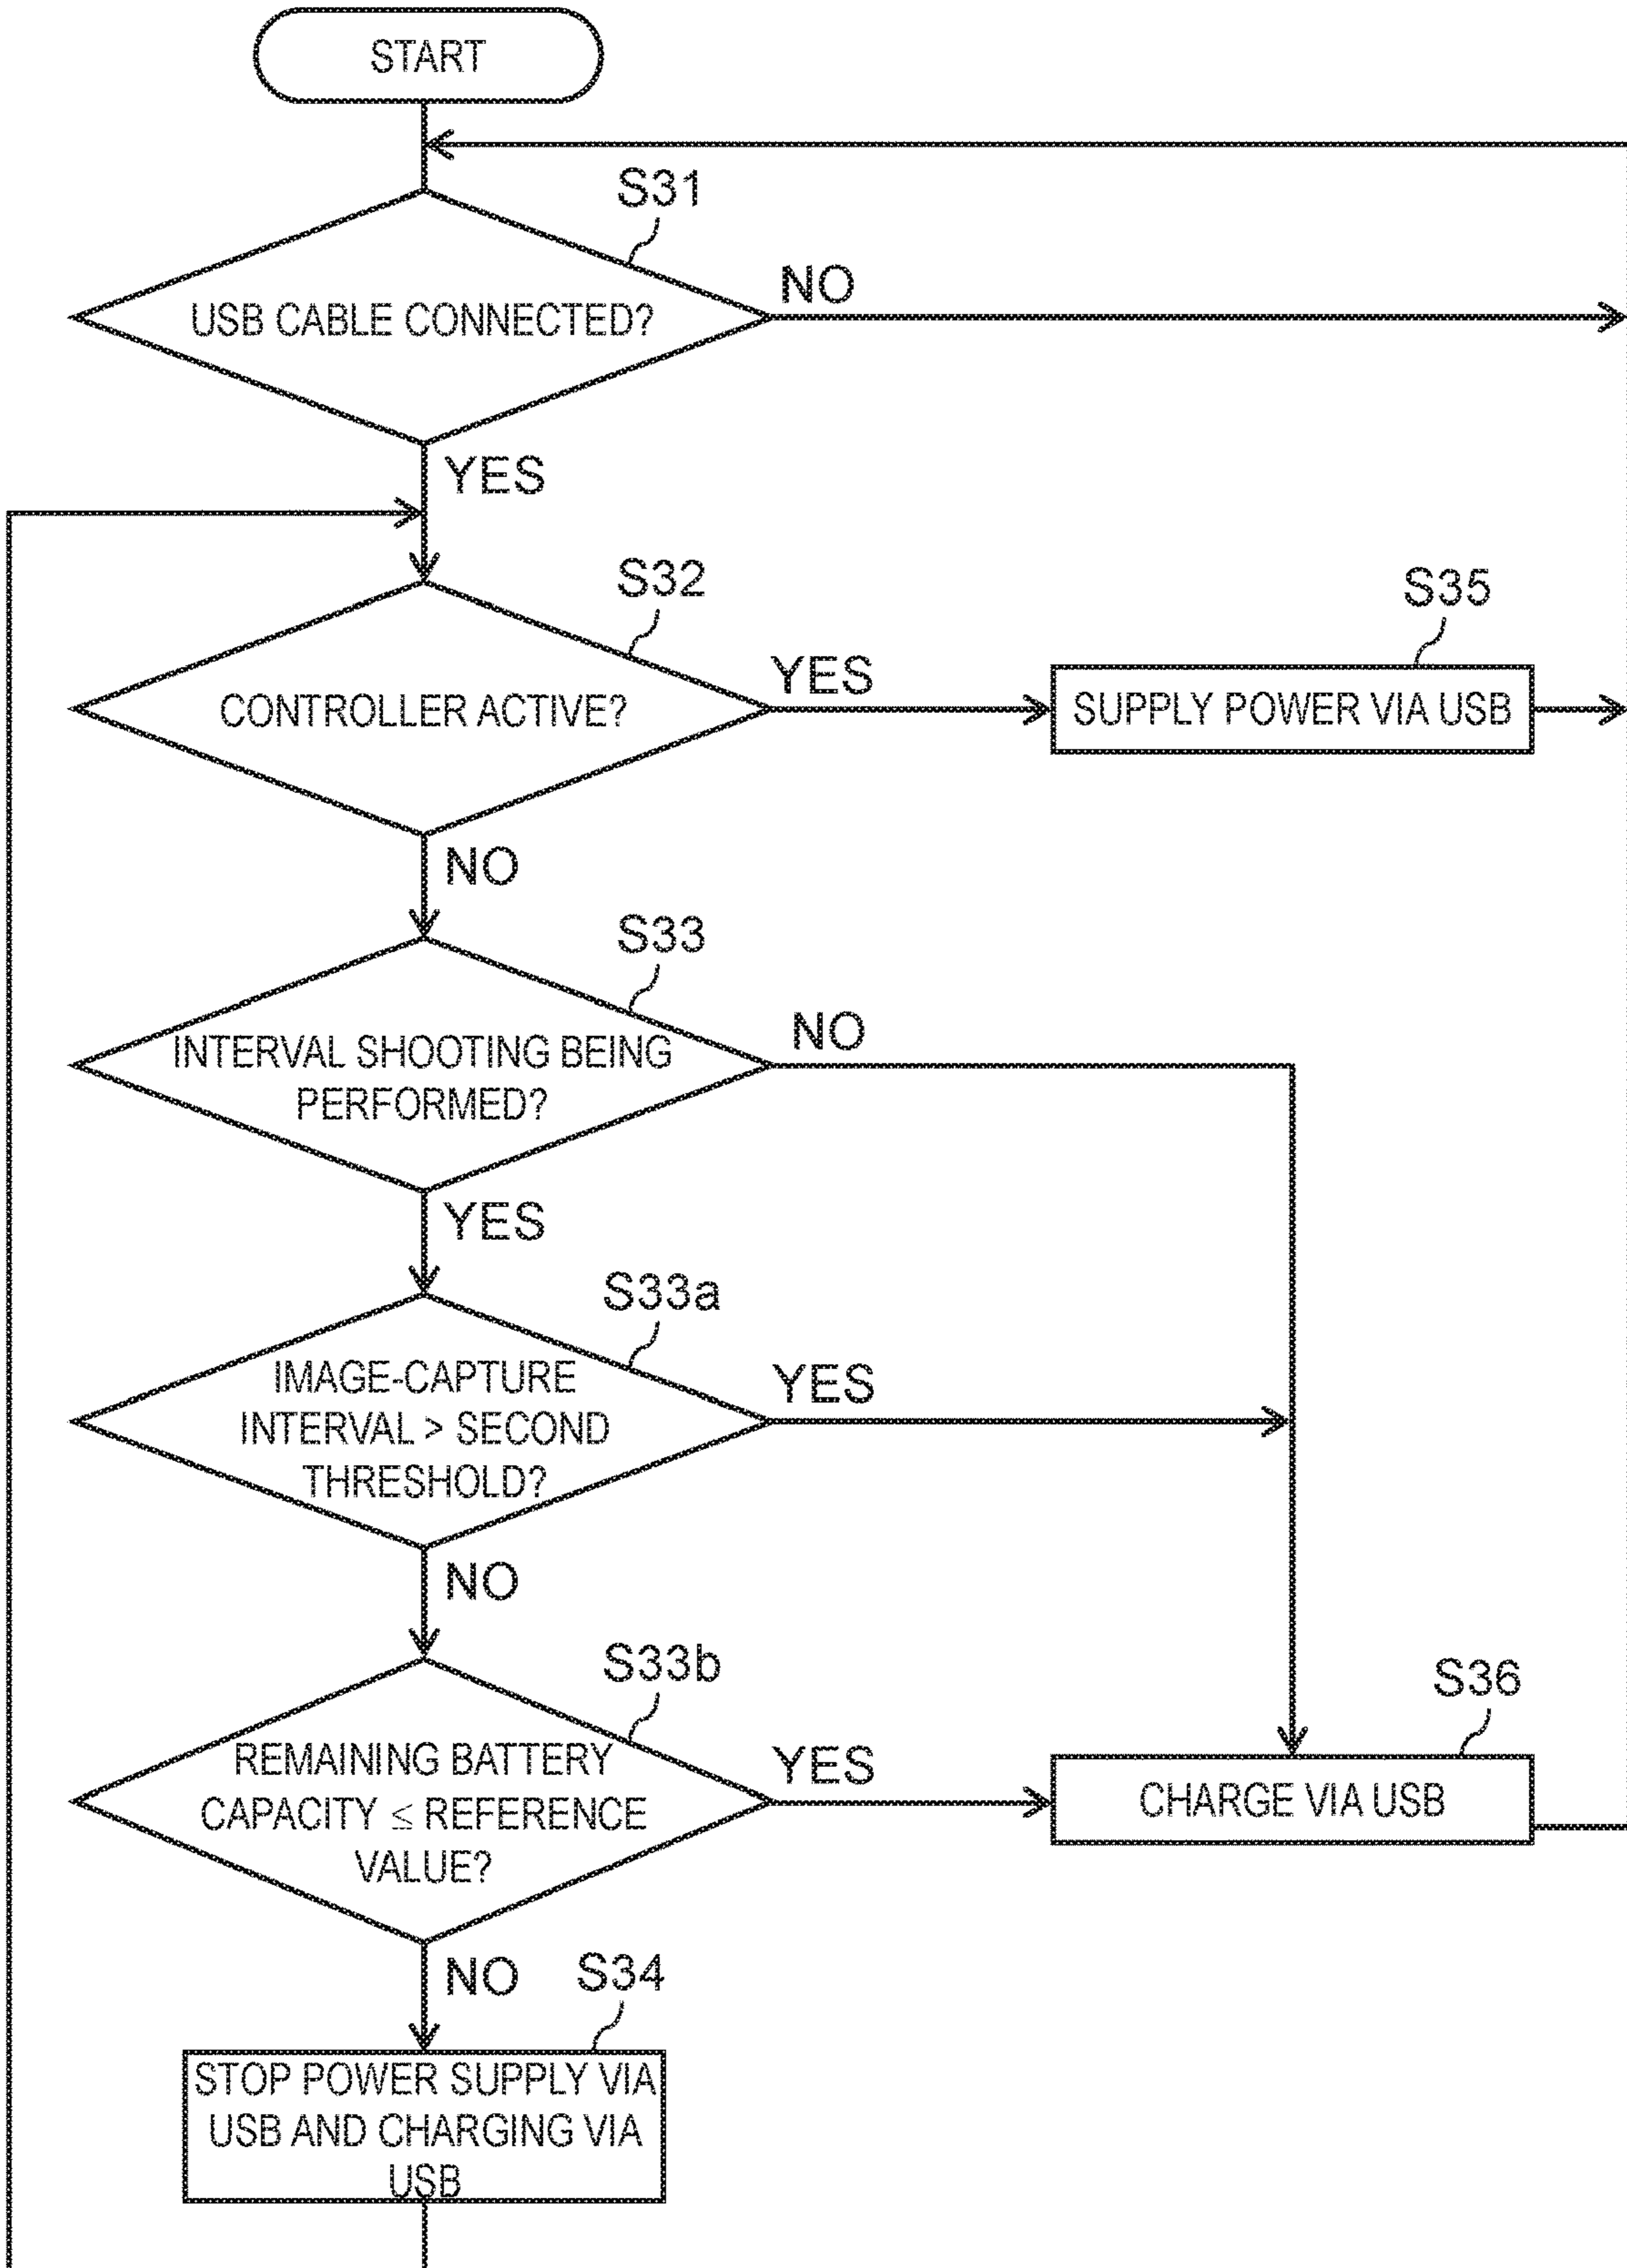 START
S31
USB CABLE CONNECTED?
NO
YES
S32
CONTROLLER ACTIVE?
YES
S35
SUPPLY POWER VIA USB
NO
S33
INTERVAL SHOOTING BEING
PERFORMED?
NO
YES
S33a
IMAGE-CAPTURE
INTERVAL > SECOND
THRESHOLD?
YES
NO
S33b
REMAINING BATTERY
CAPACITY ≤ REFERENCE
VALUE?
YES
S36
CHARGE VIA USB
NO
S34
STOP POWER SUPPLY VIA
USB AND CHARGING VIA
USB